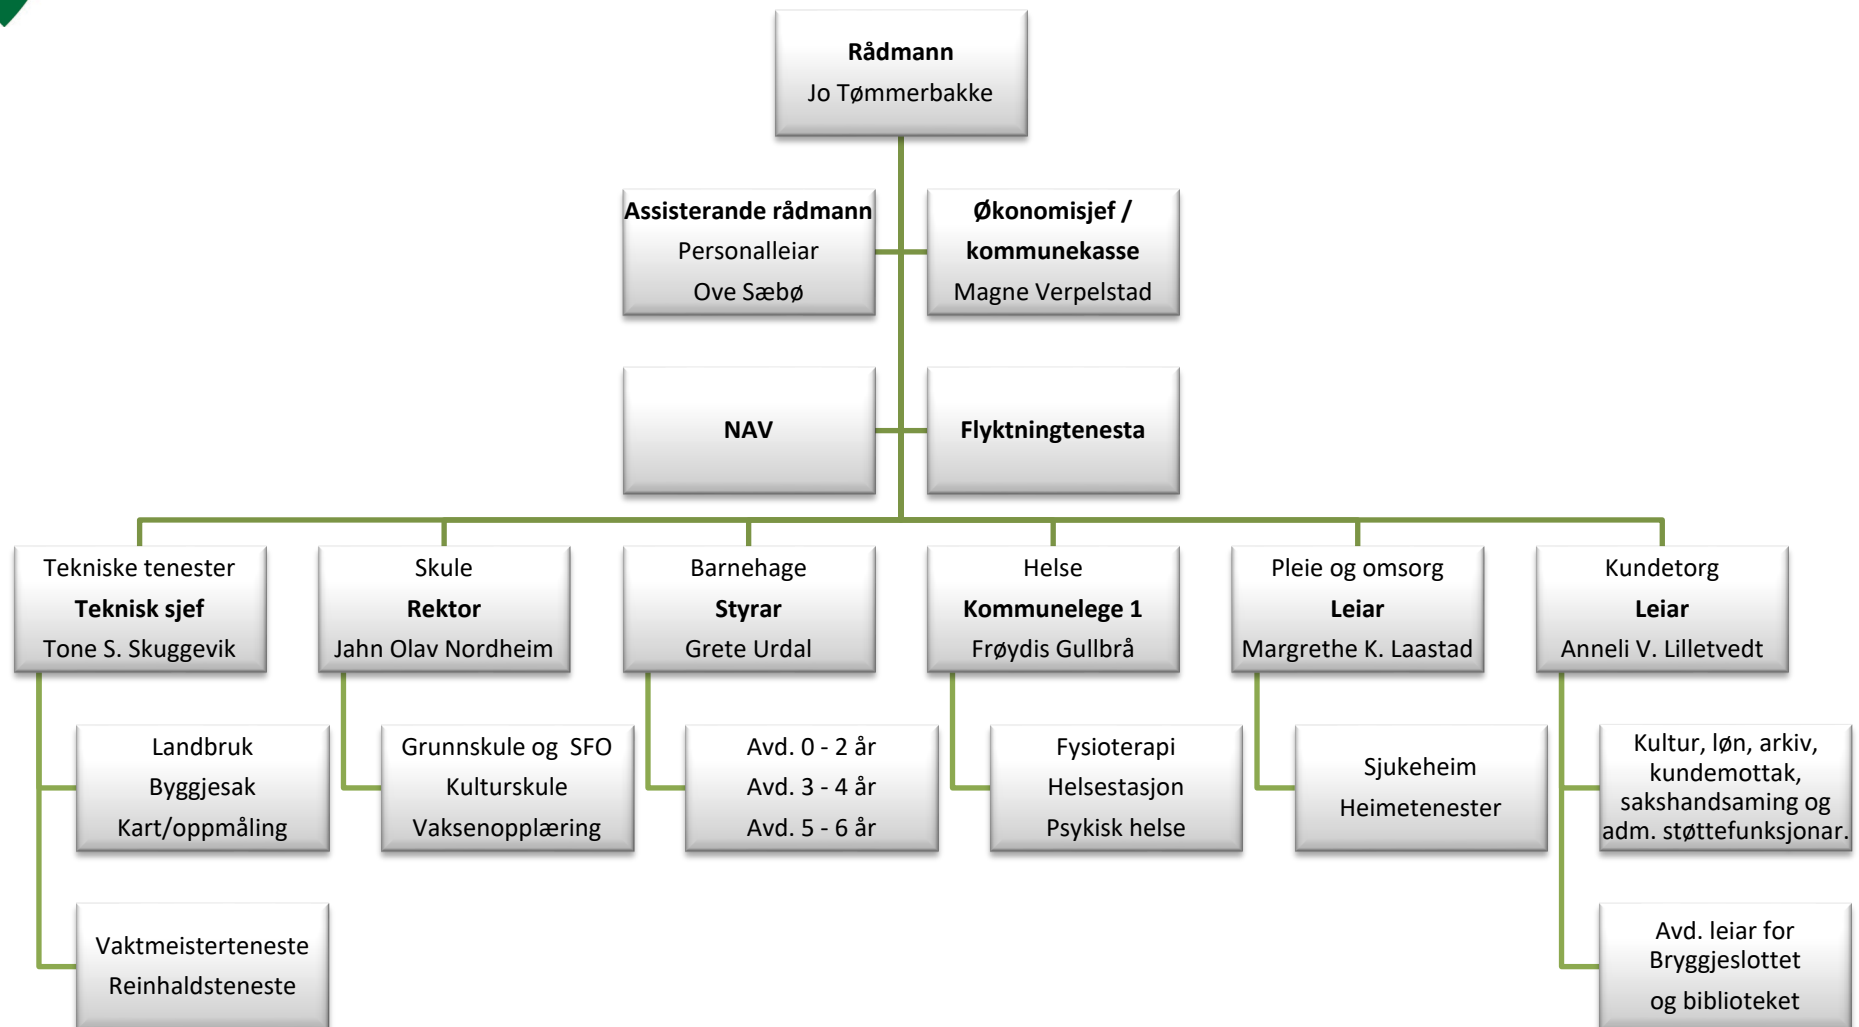 Rådmann
Jo Tømmerbakke
Assisterande rådmann
Personalleiar
Ove Sæbø
Økonomisjef /
kommunekasse
Magne Verpelstad
NAV
Flyktningtenesta
Tekniske tenester
Teknisk sjef
Tone S. Skuggevik
Skule
Rektor
Jahn Olav Nordheim
Barnehage
Styrar
Grete Urdal
Helse
Kommunelege 1
Frøydis Gullbrå
Pleie og omsorg
Leiar
Margrethe K. Laastad
Kundetorg
Leiar
Anneli V. Lilletvedt
Landbruk
Byggjesak
Kart/oppmåling
Grunnskule og  SFO
Kulturskule
Vaksenopplæring
Avd. 0 - 2 år
Avd. 3 - 4 år
Avd. 5 - 6 år
Fysioterapi
Helsestasjon
Psykisk helse
Sjukeheim
Heimetenester
Kultur, løn, arkiv,
kundemottak,
sakshandsaming og
adm. støttefunksjonar.
Vaktmeisterteneste
Reinhaldsteneste
Avd. leiar for
Bryggjeslottet
og biblioteket